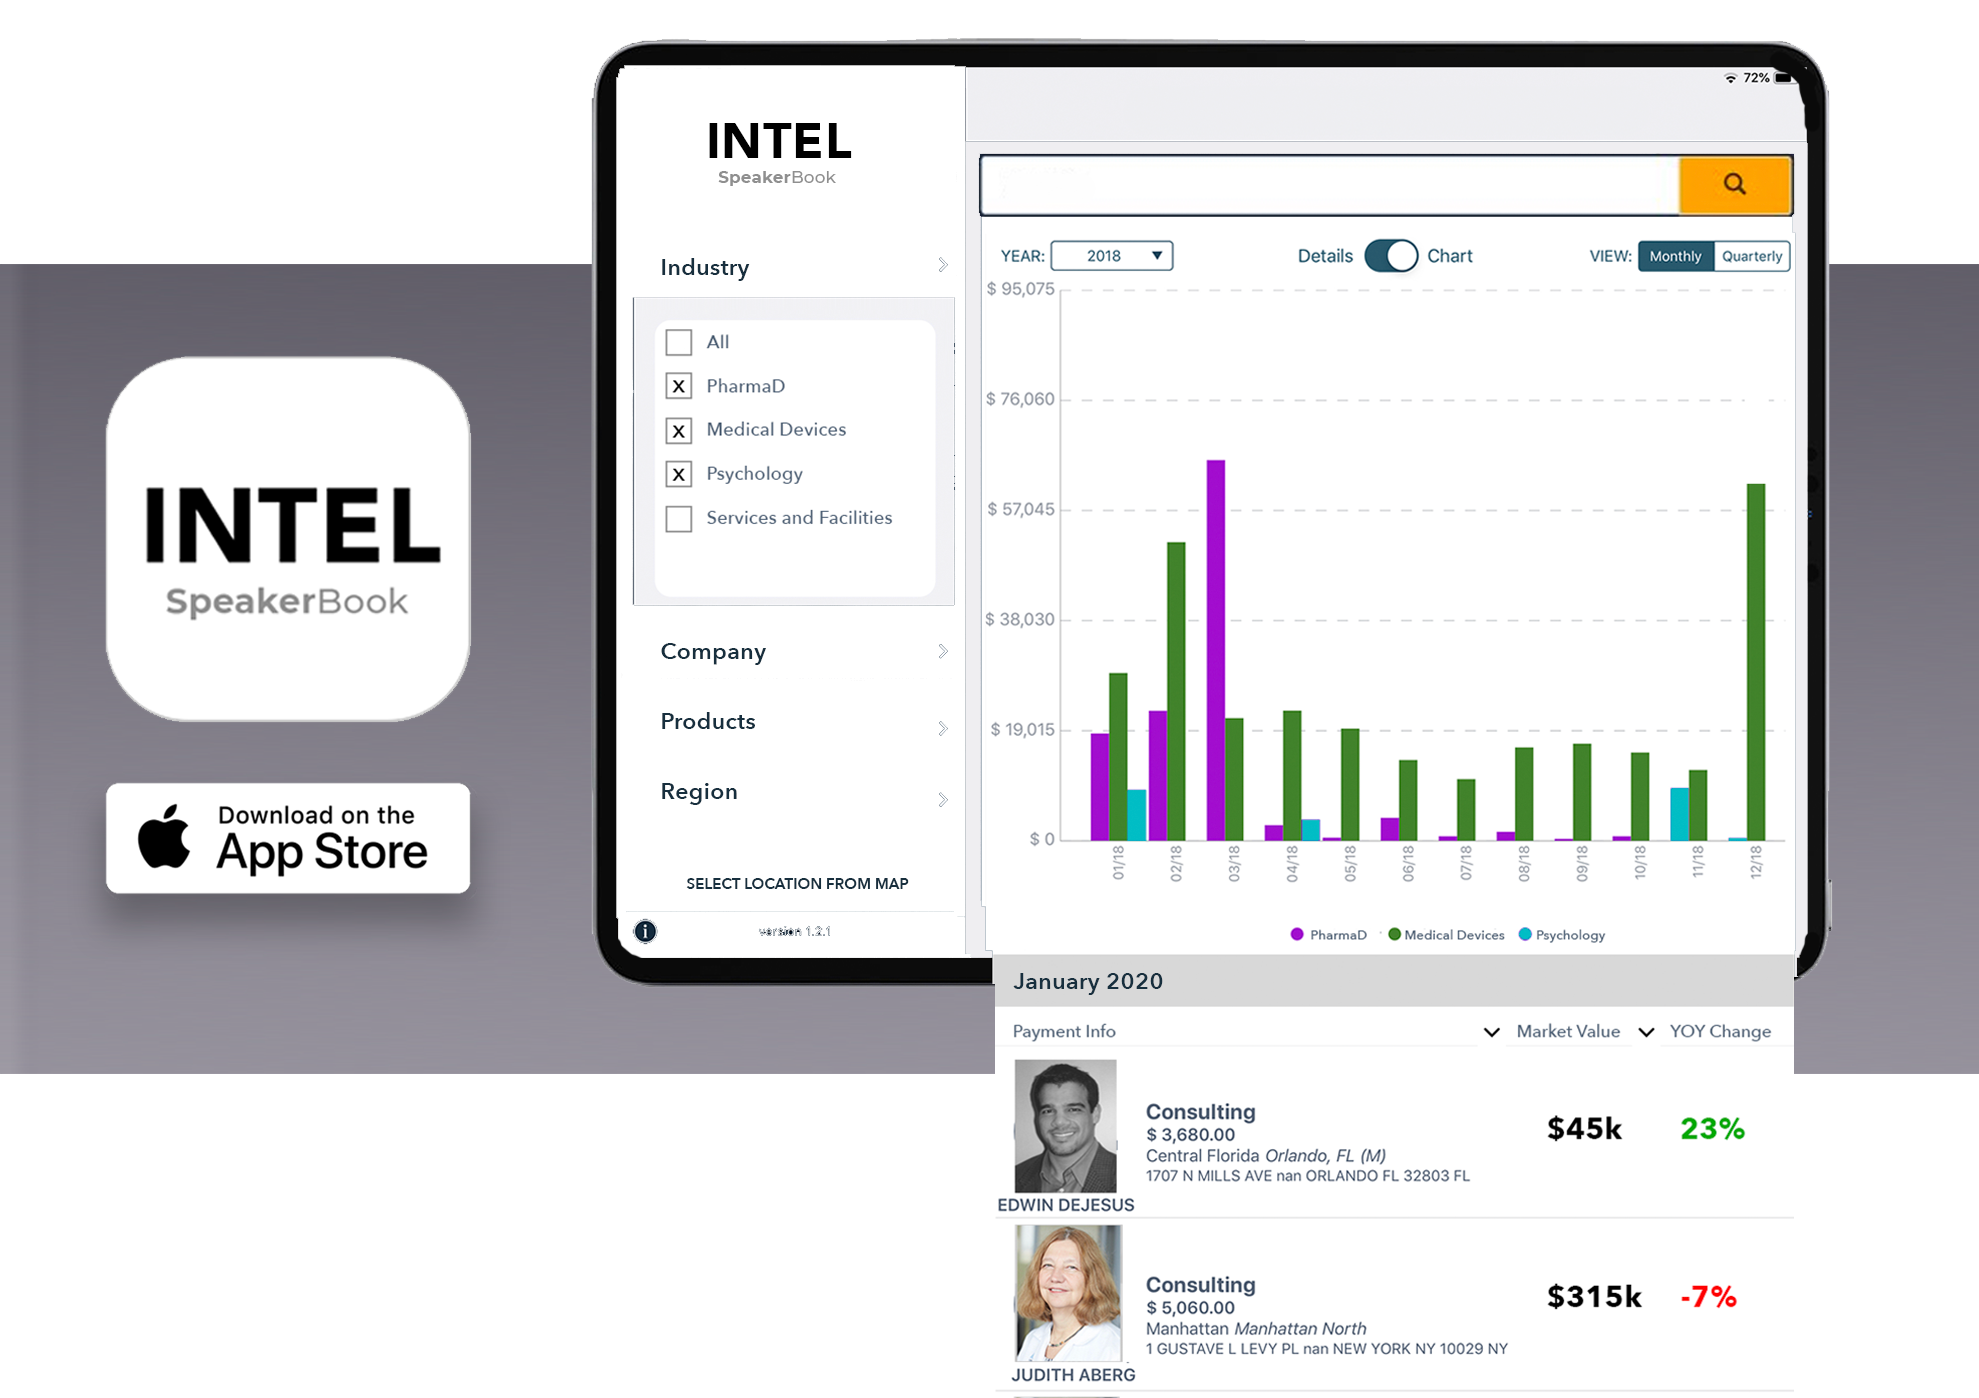 INTEL
SpeakerBook
Download on the
App Store
72%
INTEL
SpeakerBook
Industry
All
X PharmaD
X Medical Devices
X Psychology
Services and Facilities
Company
Products
Region
SELECT LOCATION FROM MAP
i version 1.2.1
YEAR: 2018 Details Chart VIEW: Monthly Quarterly
$ 95,075
$ 76,060
$ 57,045
$ 38,030
$ 19,015
$ 0
01/18 02/18 03/18 04/18 05/18 06/18 07/18 08/18 09/18 10/18 11/18 12/18
PharmaD Medical Devices Psychology
January 2020
Payment Info Market Value YOY Change
Consulting
$ 3,680.00
Central Florida Orlando, FL (M)
1707 N MILLS AVE nan ORLANDO FL 32803 FL
$45k 23%
EDWIN DEJESUS
Consulting
$ 5,060.00
Manhattan Manhattan North
1 GUSTAVE L LEVY PL nan NEW YORK NY 10029 NY
$315k -7%
JUDITH ABERG